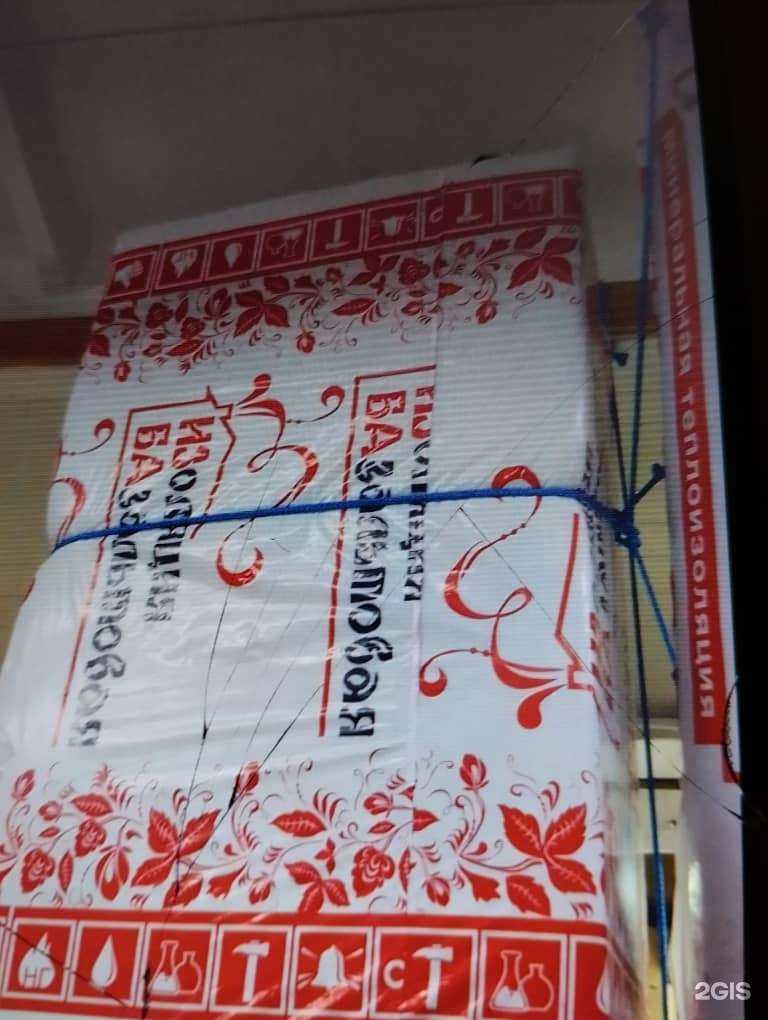 ИЗОЛЯЦИЯ
БАЗАЛЬТОВАЯ
ИЗОЛЯЦИЯ
БАЗАЛЬТОВАЯ
минеральная теплоизоляция
НГ
С
2GIS